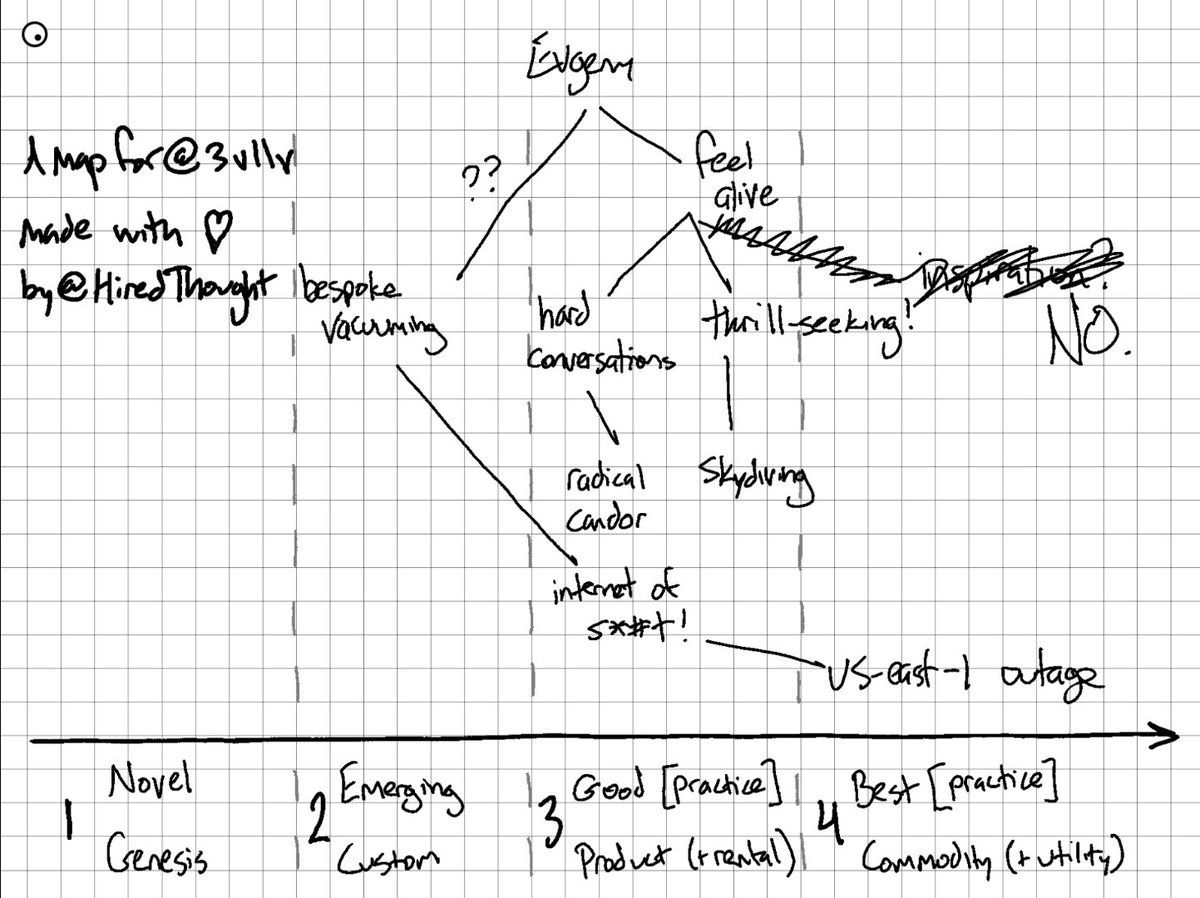 Evgeny
A Map for @3v1lv
Made with ♡
by @HiredThought
??
feel
alive
bespoke
vacuuming
hard
conversations
thrill-seeking!
inspiration?
NO.
radical
candor
skydiving
internet of
s*#t!
US-east-1 outage
1 Novel
Genesis
2 Emerging
Custom
3 Good [practice]
Product (+rental)
4 Best [practice]
Commodity (+utility)